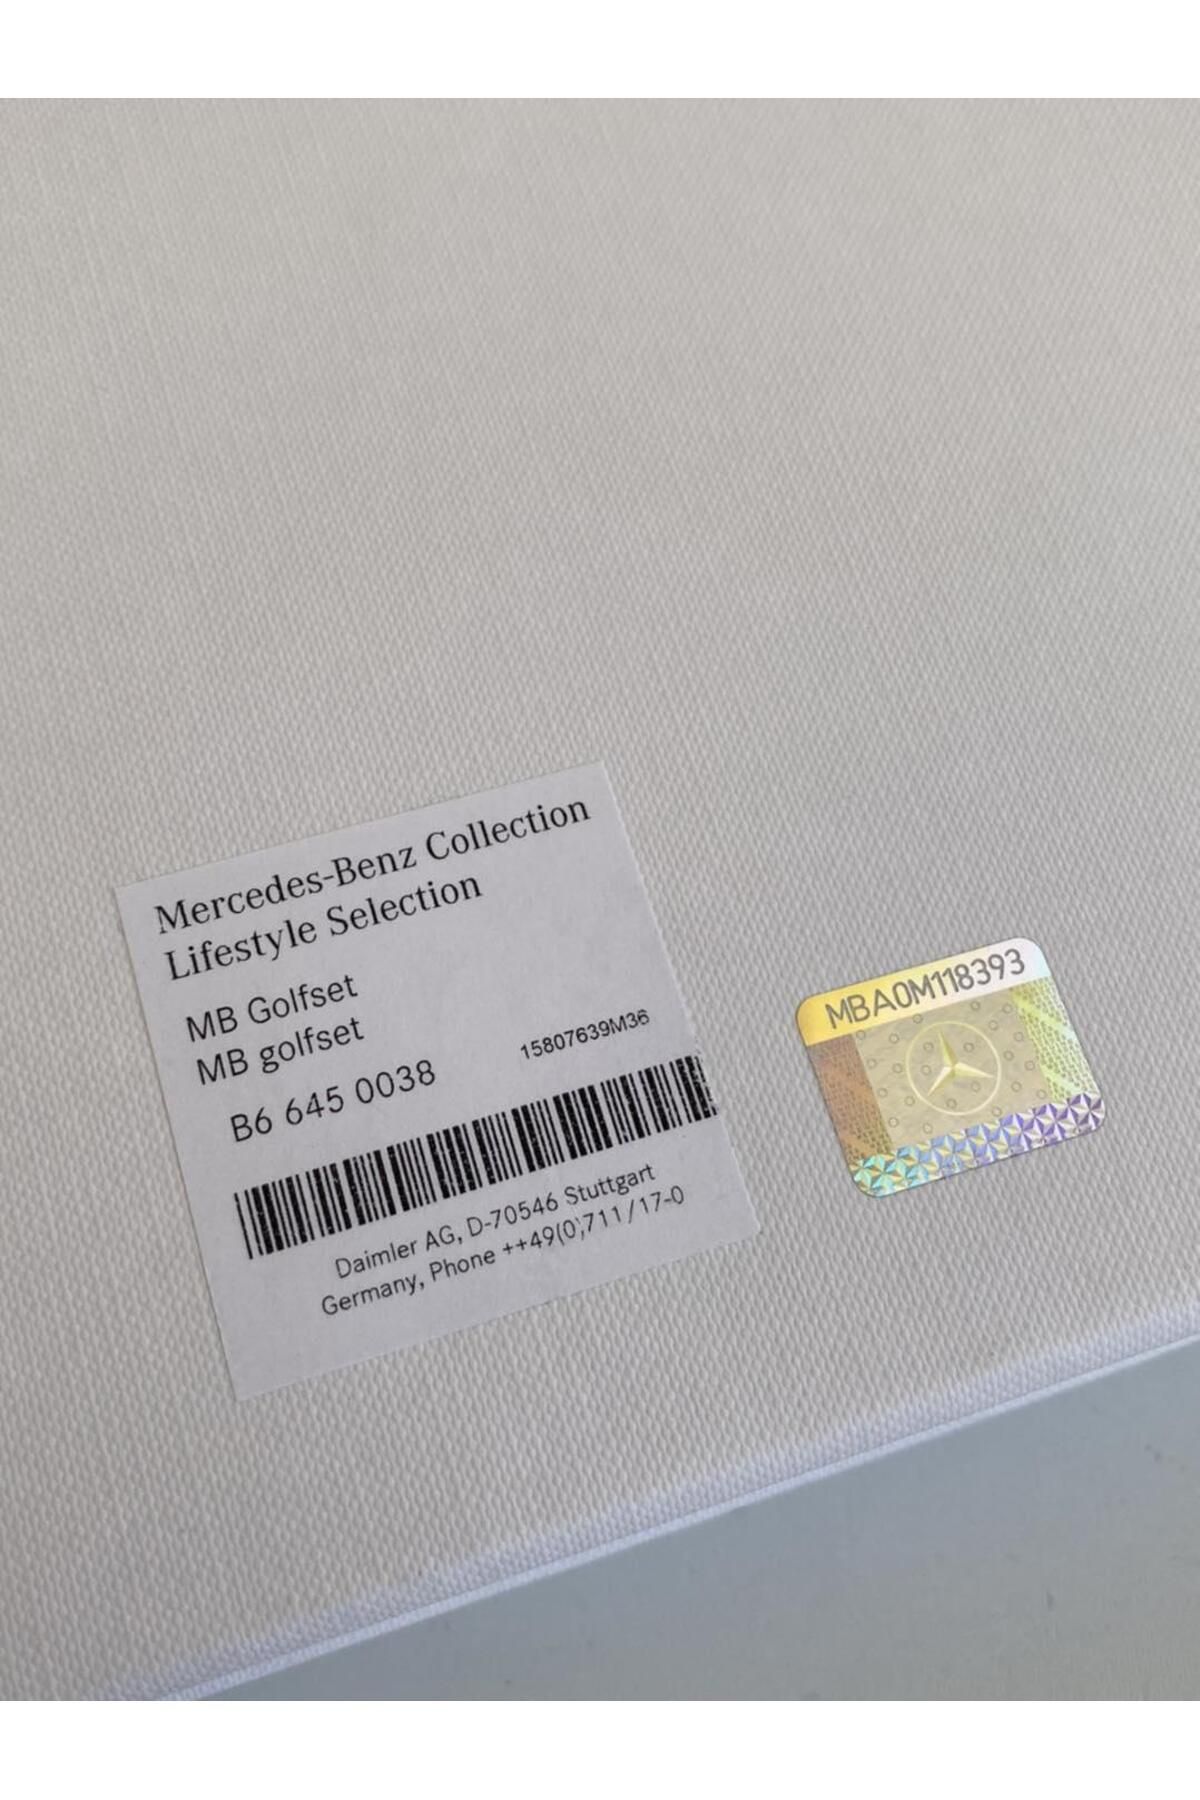 Mercedes-Benz Collection
Lifestyle Selection
MB Golfset
MB golfset
15807639M36
B6 645 0038
Daimler AG, D-70546 Stuttgart
Germany, Phone ++49(0)711/17-0
MBA0M118393